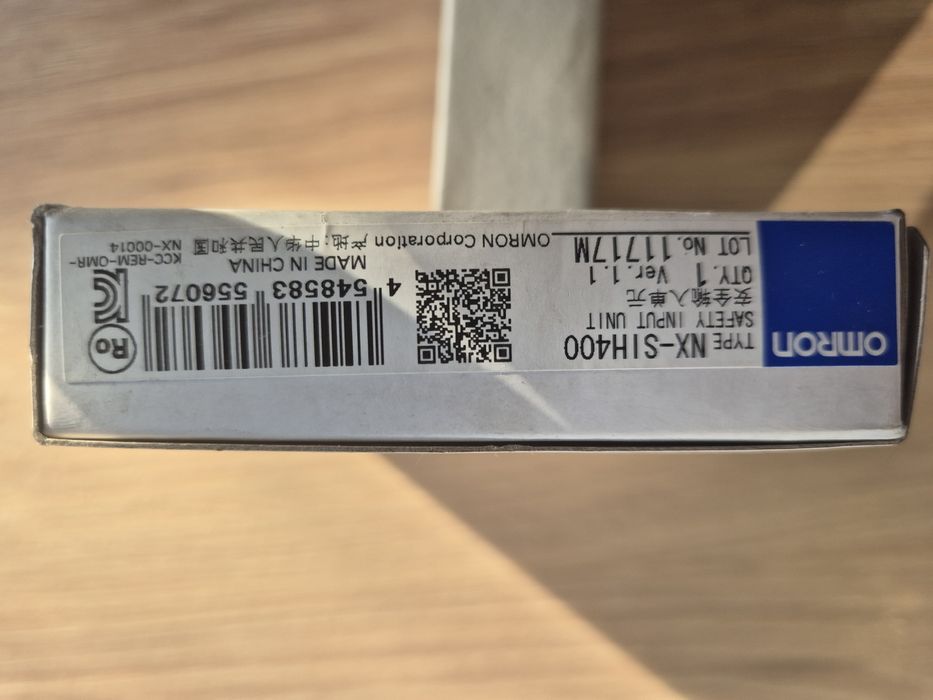 OMRON
TYPE NX-SIH400
SAFETY INPUT UNIT
安全输入单元
QTY. 1 Ver.1.1
LOT No. 11717M
OMRON Corporation 产地:中华人民共和国
4 548583 556072
MADE IN CHINA
Ro
KCC-REM-OMR-
NX-00014